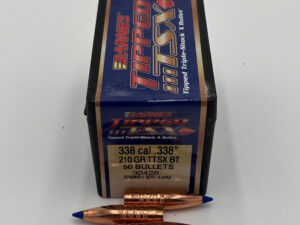 BARNES
TIPPED
TSX
Tipped Triple-Shock X Bullet
338 cal .338"
210 GR TTSX BT
50 BULLETS
30426